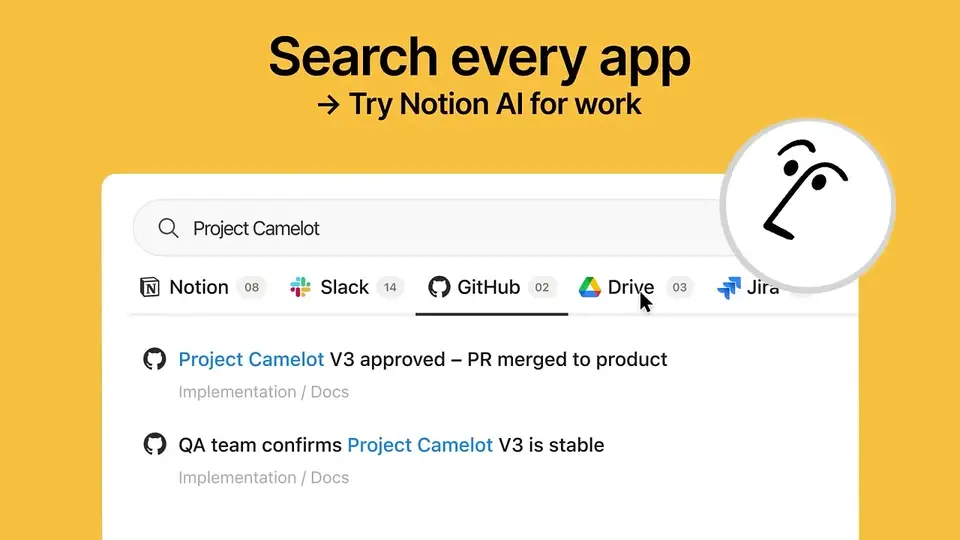 Search every app
→ Try Notion AI for work
Project Camelot
Notion 08 Slack 14 GitHub 02 Drive 03 Jira
Project Camelot V3 approved – PR merged to product
Implementation / Docs
QA team confirms Project Camelot V3 is stable
Implementation / Docs